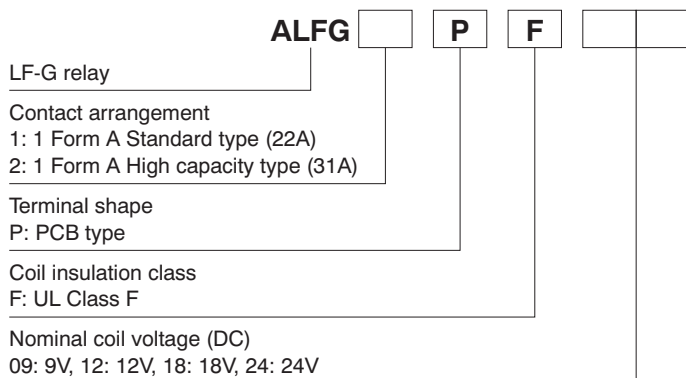 ALFG P F
LF-G relay
Contact arrangement
1: 1 Form A Standard type (22A)
2: 1 Form A High capacity type (31A)
Terminal shape
P: PCB type
Coil insulation class
F: UL Class F
Nominal coil voltage (DC)
09: 9V, 12: 12V, 18: 18V, 24: 24V